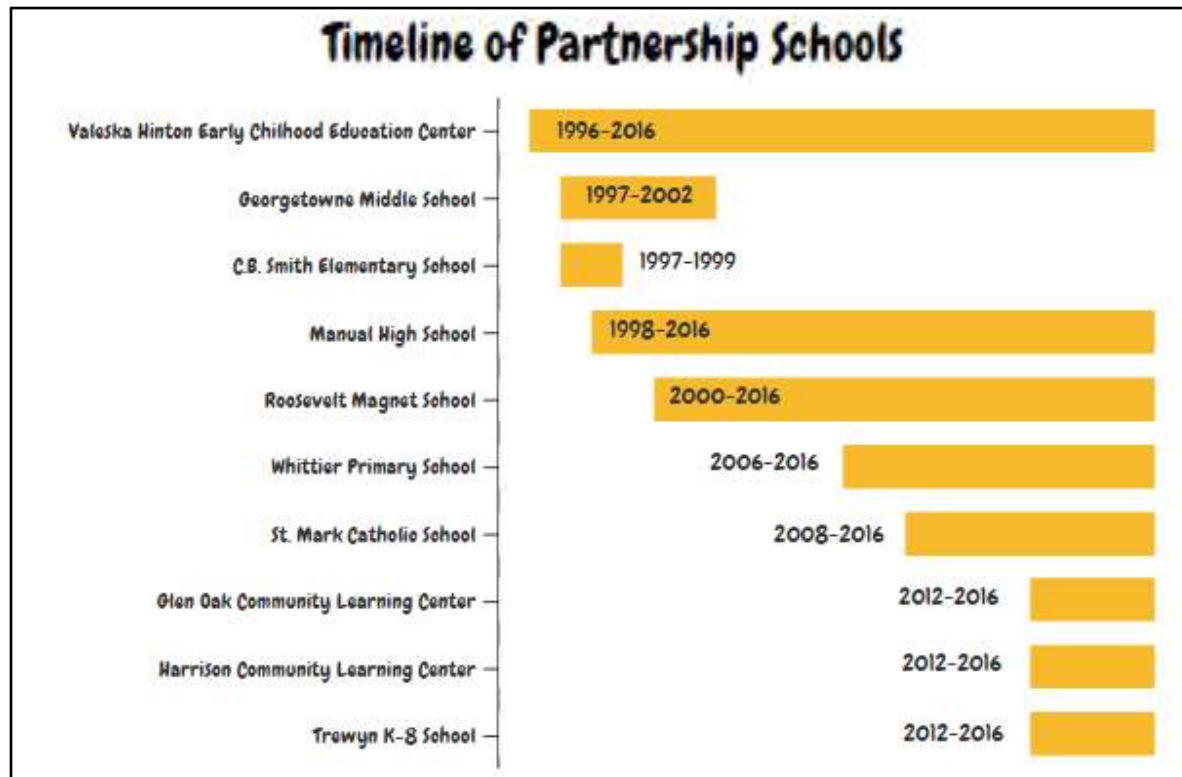 Timeline of Partnership Schools
Valeska Hinton Early Chilhood Education Center
1996-2016
Georgetowne Middle School
1997-2002
C.B. Smith Elementary School
1997-1999
Manual High School
1998-2016
Roosevelt Magnet School
2000-2016
Whittier Primary School
2006-2016
St. Mark Catholic School
2008-2016
Glen Oak Community Learning Center
2012-2016
Harrison Community Learning Center
2012-2016
Trewyn K-8 School
2012-2016